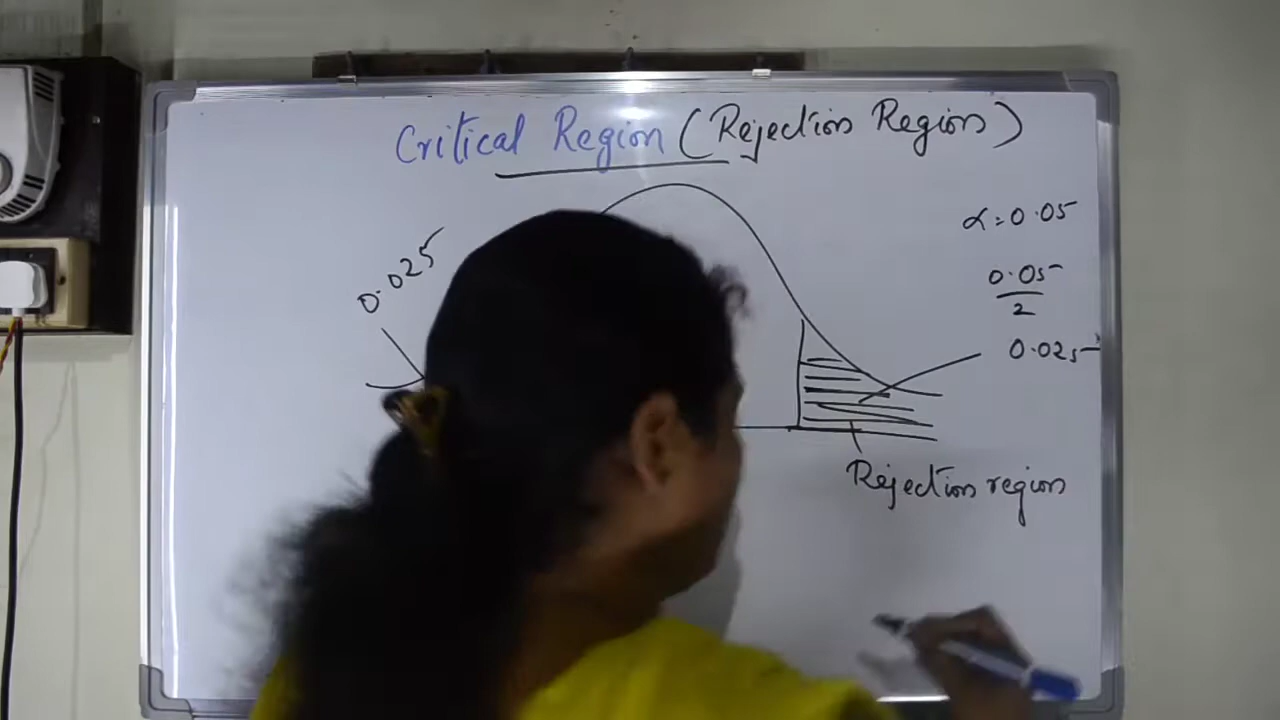 Critical Region (Rejection Region)
α = 0.05
0.05
2
0.025
0.025
Rejection region